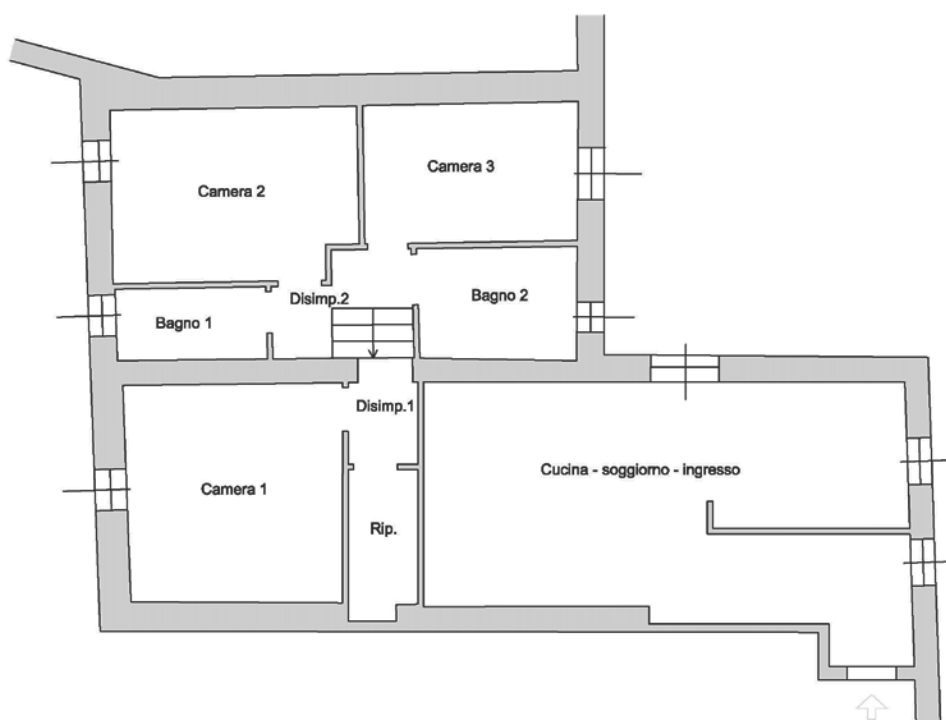 Camera 3
Camera 2
Disimp.2
Bagno 2
Bagno 1
Disimp.1
Cucina - soggiorno - ingresso
Camera 1
Rip.